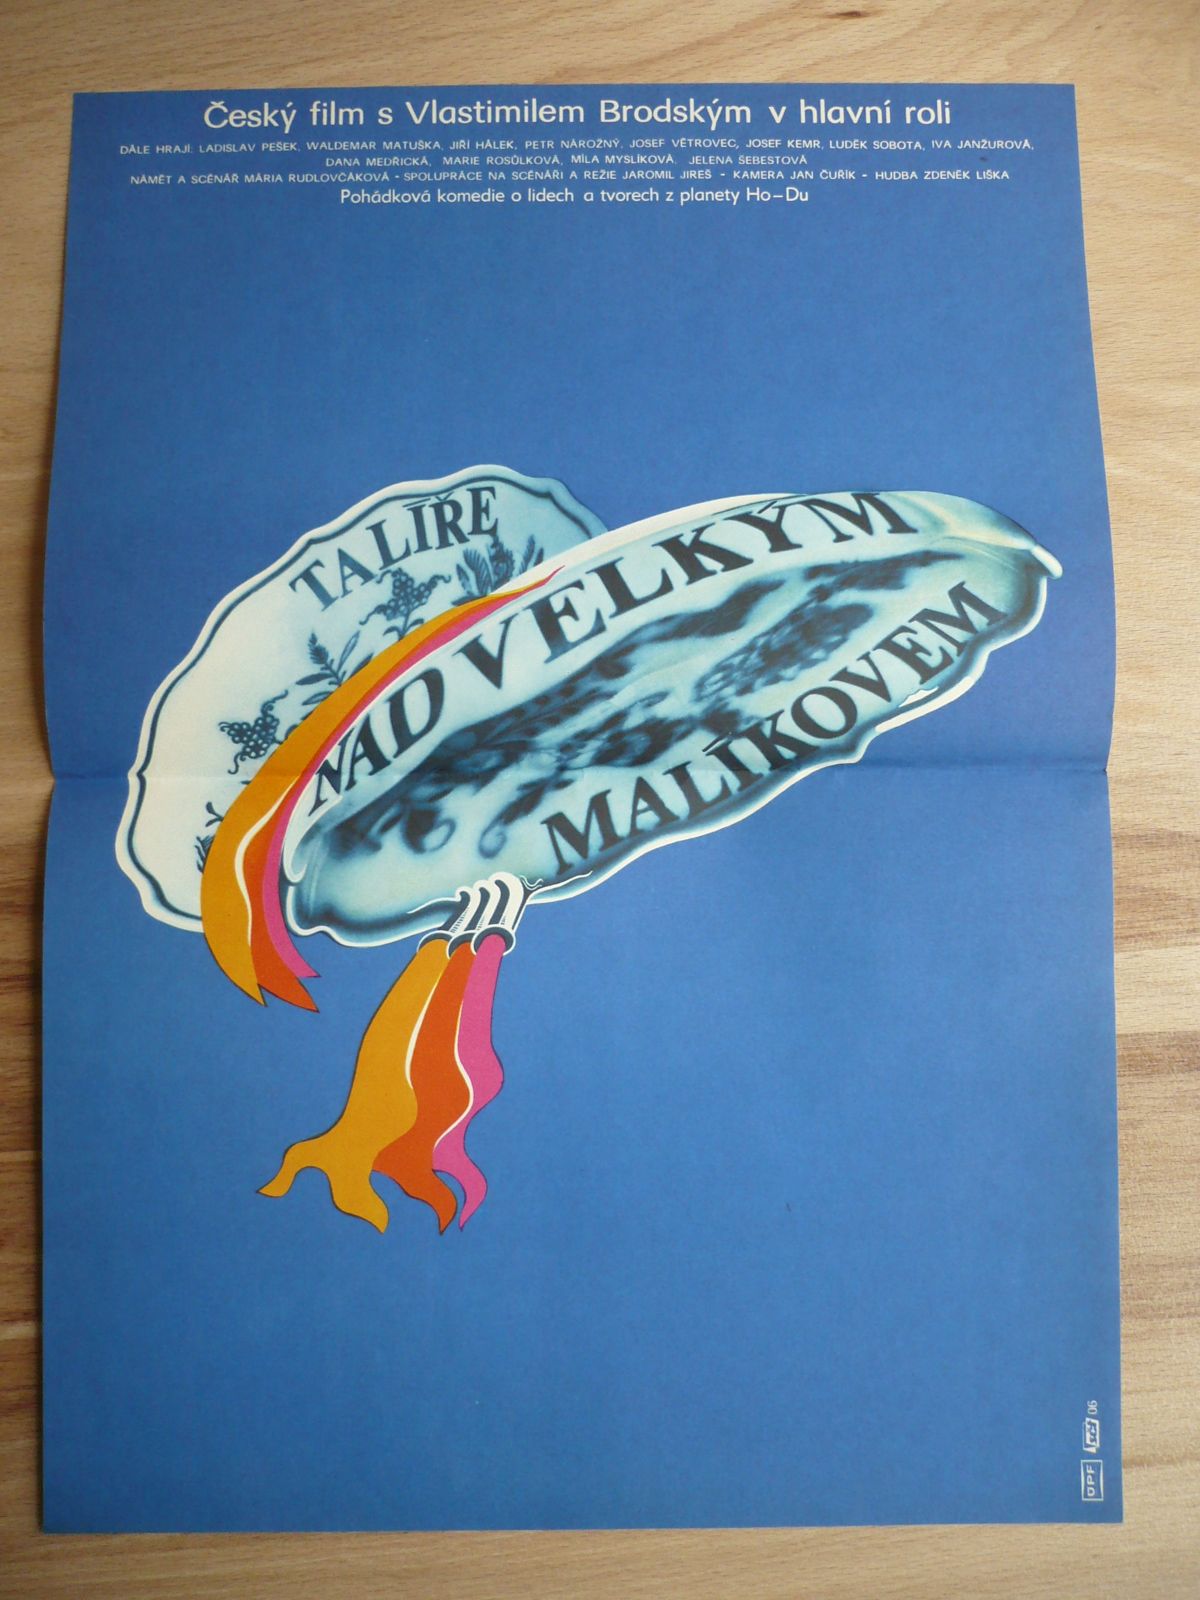 Český film s Vlastimilem Brodským v hlavní roli
DÁLE HRAJÍ: LADISLAV PEŠEK, WALDEMAR MATUŠKA, JIŘÍ HÁLEK, PETR NÁROŽNÝ, JOSEF VĚTROVEC, JOSEF KEMR, LUDĚK SOBOTA, IVA JANŽUROVÁ,
DANA MEDŘICKÁ, MARIE ROSŮLKOVÁ, MÍLA MYSLÍKOVÁ, JELENA ŠEBESTOVÁ
NÁMĚT A SCÉNÁŘ MÁRIA RUDLOVČÁKOVÁ - SPOLUPRÁCE NA SCÉNÁŘI A REŽIE JAROMIL JIREŠ - KAMERA JAN ČUŘÍK - HUDBA ZDENĚK LIŠKA
Pohádková komedie o lidech a tvorech z planety Ho-Du
TALÍŘE
NAD VELKÝM
MALÍKOVEM
ÚPF
06